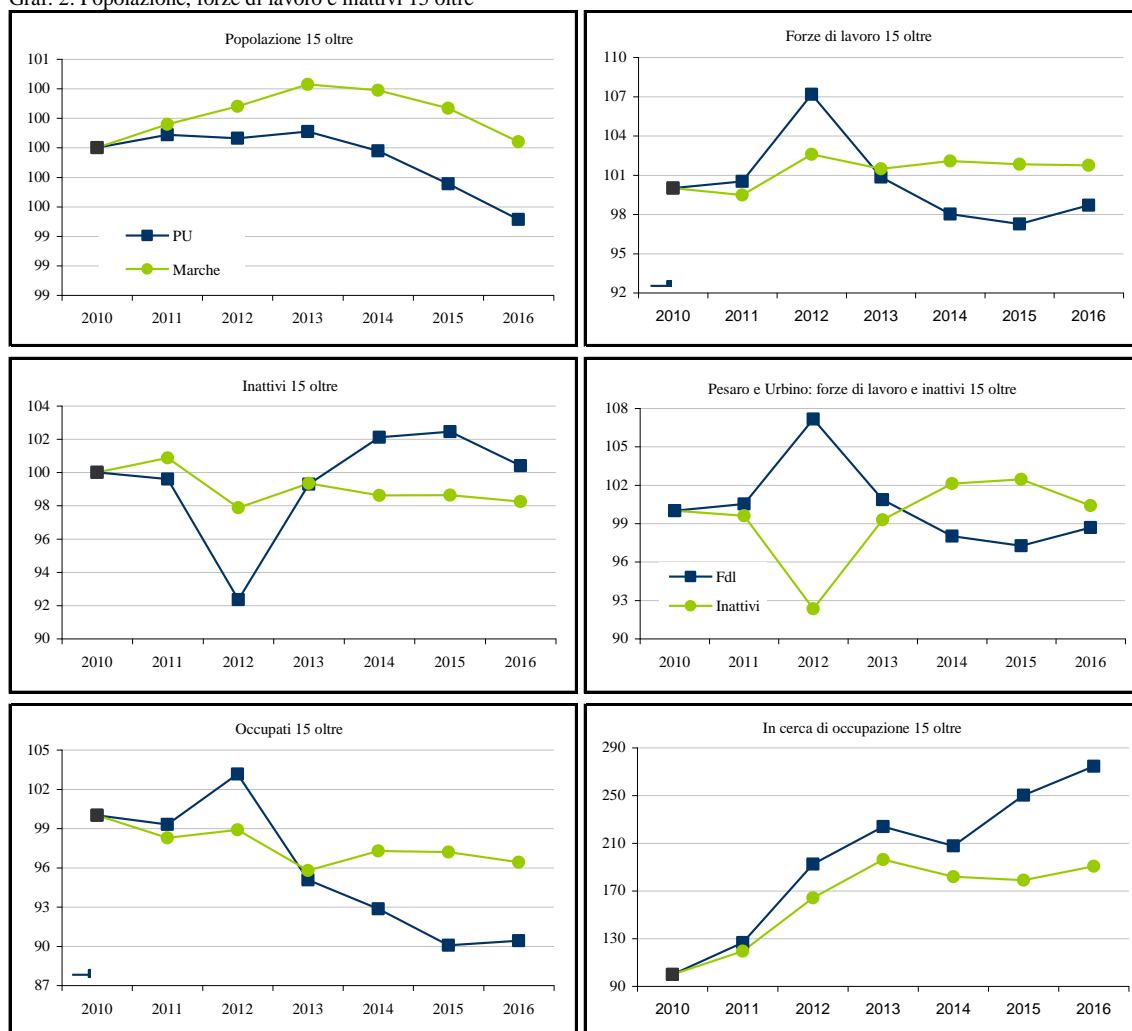 Graf. 2. Popolazione, forze di lavoro e inattivi 15 oltre
Popolazione 15 oltre
101
100
100
100
100
100
99
99
99
PU
Marche
2010 2011 2012 2013 2014 2015 2016
Forze di lavoro 15 oltre
110
107
104
101
98
95
92
2010 2011 2012 2013 2014 2015 2016
Inattivi 15 oltre
104
102
100
98
96
94
92
90
2010 2011 2012 2013 2014 2015 2016
Pesaro e Urbino: forze di lavoro e inattivi 15 oltre
108
105
102
99
96
93
90
Fdl
Inattivi
2010 2011 2012 2013 2014 2015 2016
Occupati 15 oltre
105
102
99
96
93
90
87
2010 2011 2012 2013 2014 2015 2016
In cerca di occupazione 15 oltre
290
250
210
170
130
90
2010 2011 2012 2013 2014 2015 2016